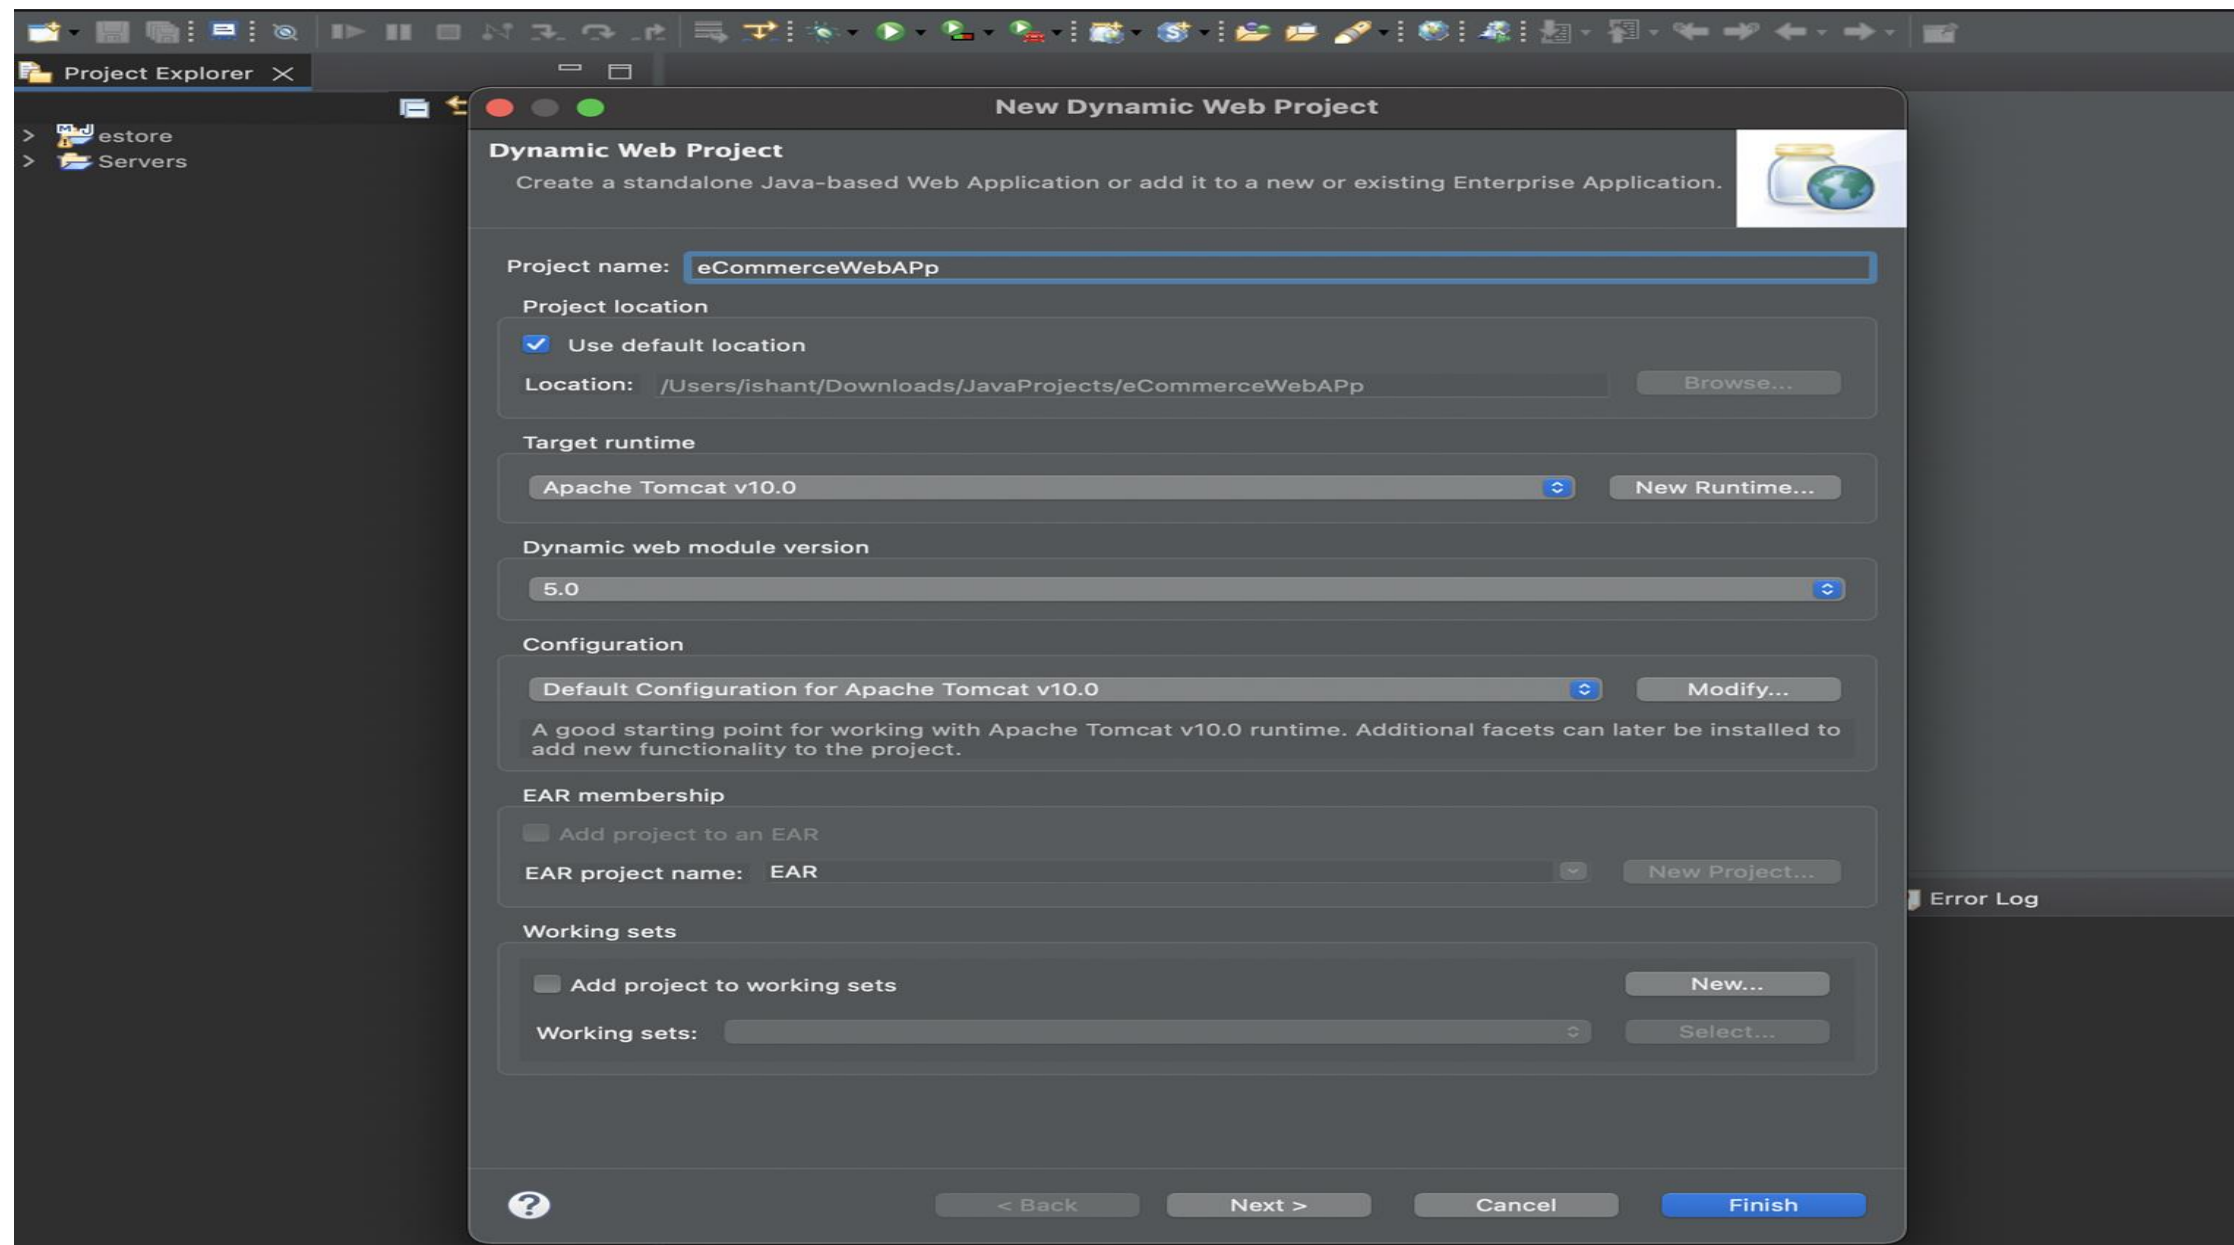 Project Explorer
New Dynamic Web Project
estore
Servers
Dynamic Web Project
Create a standalone Java-based Web Application or add it to a new or existing Enterprise Application.
Project name: eCommerceWebAPp
Project location
Use default location
Location: /Users/ishant/Downloads/JavaProjects/eCommerceWebAPp Browse...
Target runtime
Apache Tomcat v10.0 New Runtime...
Dynamic web module version
5.0
Configuration
Default Configuration for Apache Tomcat v10.0 Modify...
A good starting point for working with Apache Tomcat v10.0 runtime. Additional facets can later be installed to
add new functionality to the project.
EAR membership
Add project to an EAR
EAR project name: EAR New Project...
Error Log
Working sets
Add project to working sets New...
Working sets: Select...
? < Back Next > Cancel Finish